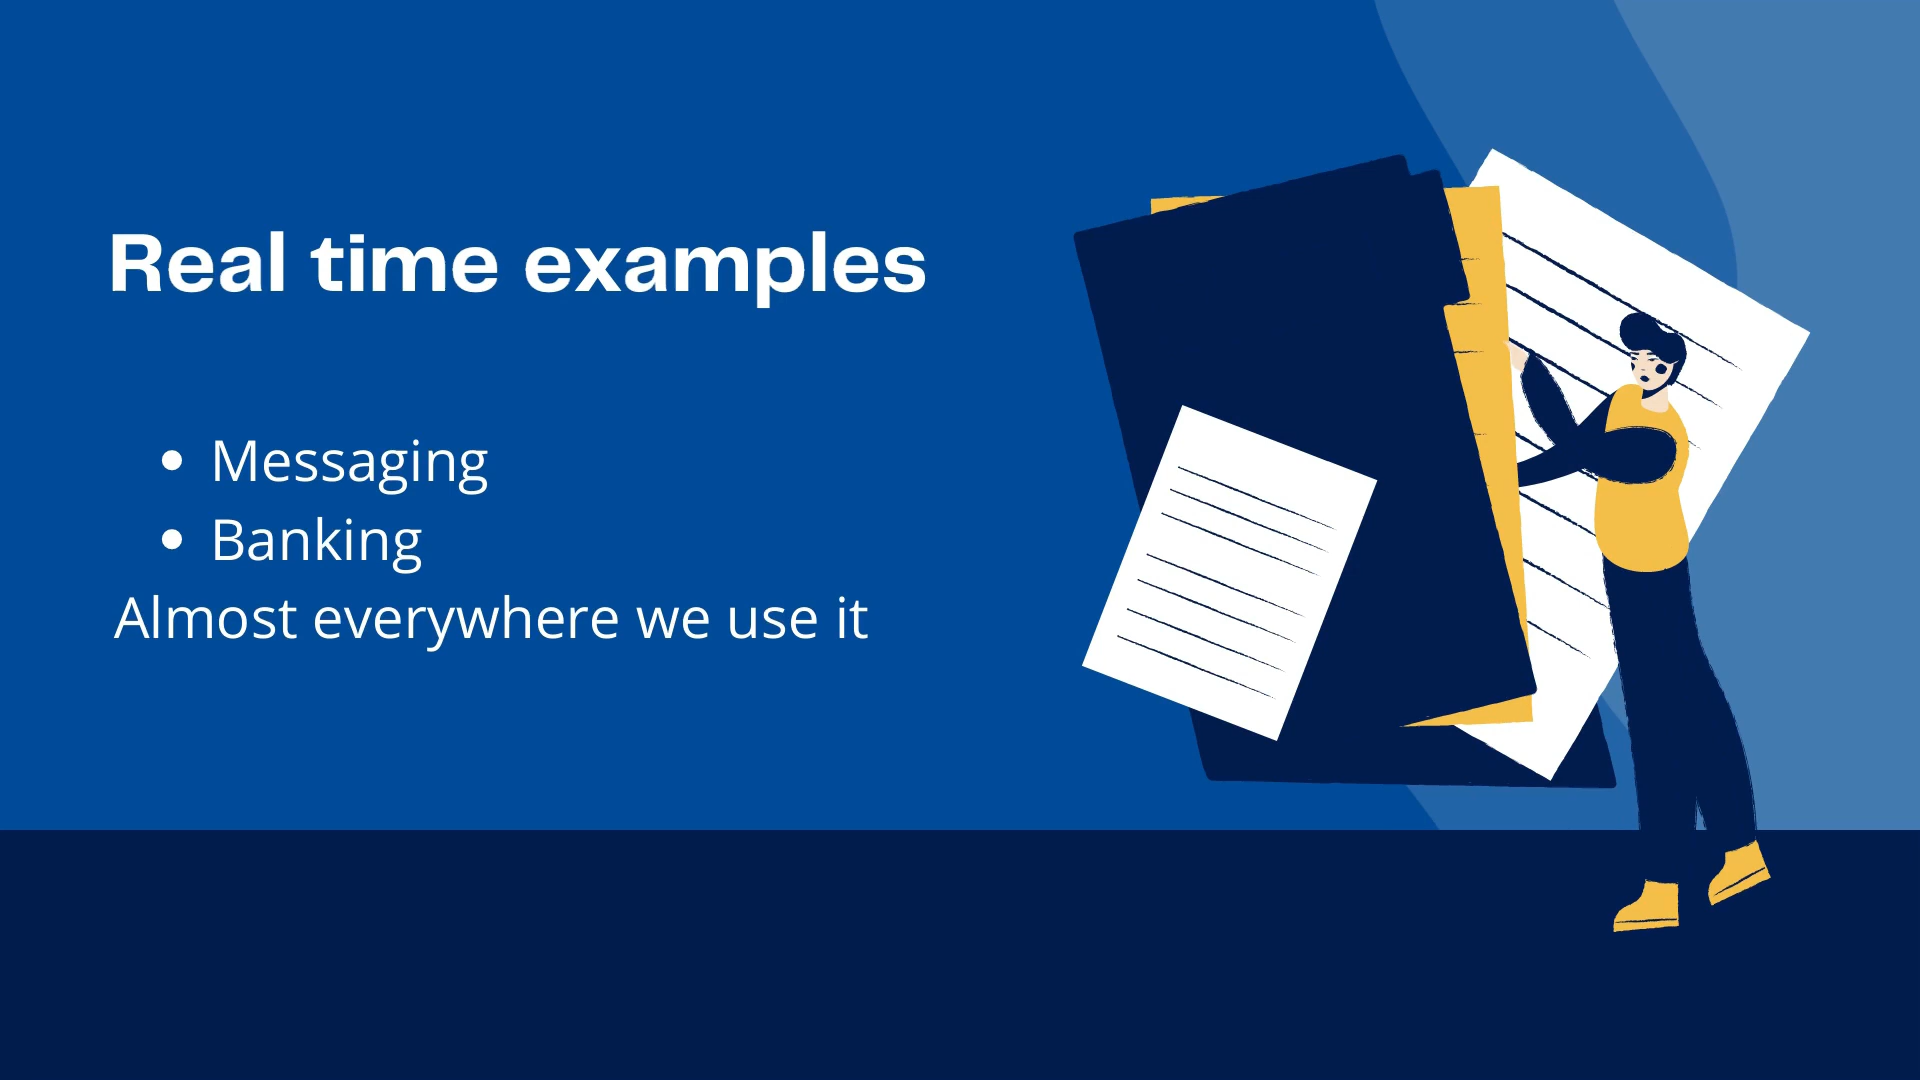 Real time examples
• Messaging
• Banking
Almost everywhere we use it